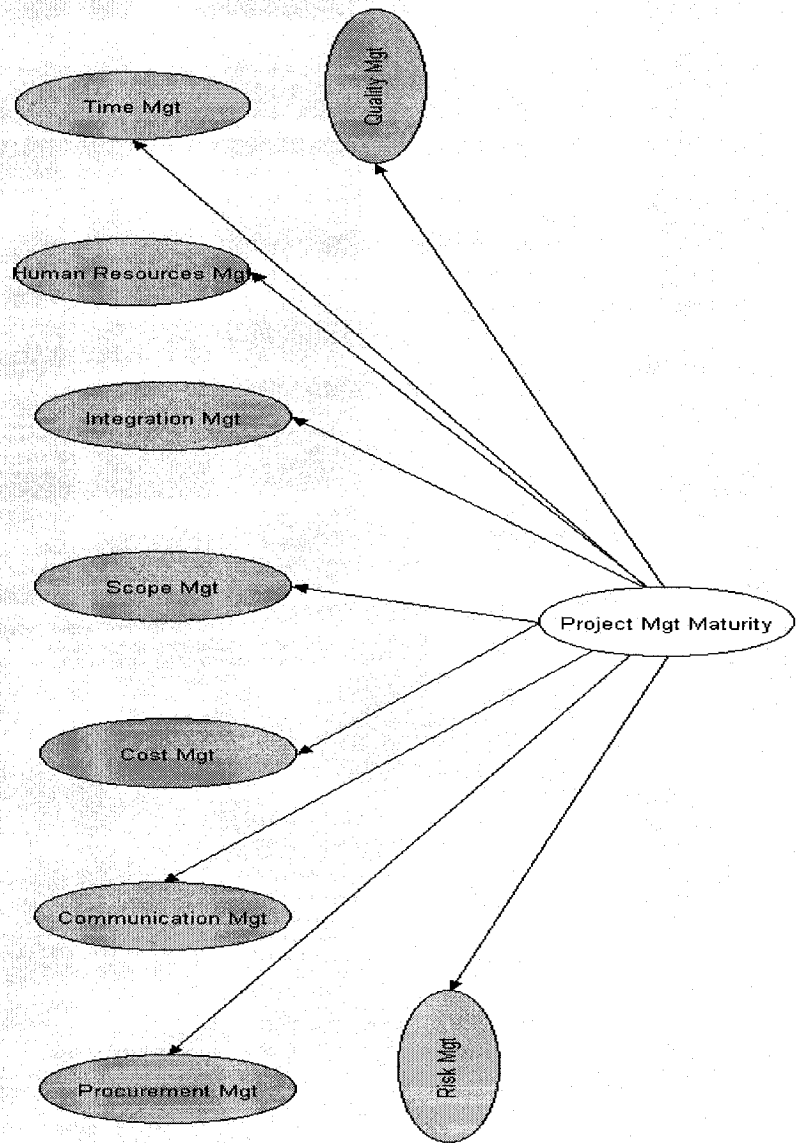 Quality Mgt
Time Mgt
Human Resources Mgt
Integration Mgt
Scope Mgt
Project Mgt Maturity
Cost Mgt
Communication Mgt
Risk Mgt
Procurement Mgt